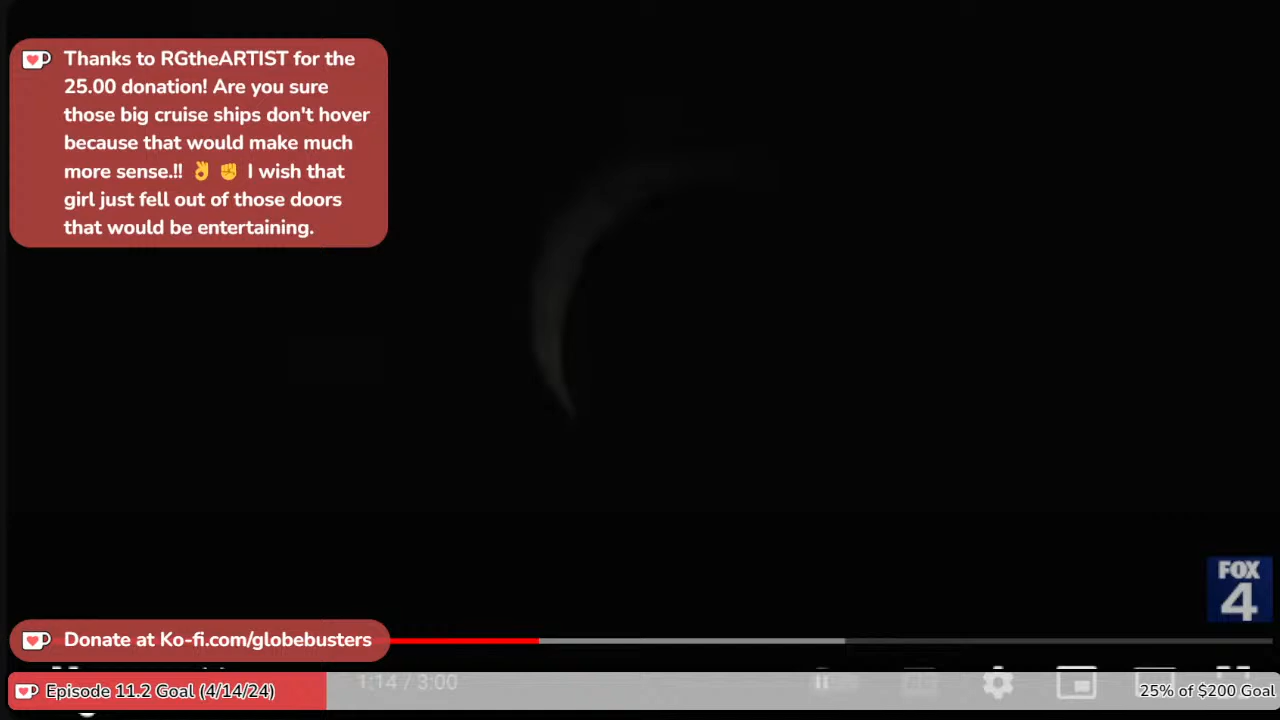 Thanks to RGtheARTIST for the
25.00 donation! Are you sure
those big cruise ships don't hover
because that would make much
more sense.!! 👌 ✊ I wish that
girl just fell out of those doors
that would be entertaining.
FOX
4
Donate at Ko-fi.com/globebusters
1:14 / 3:00
Episode 11.2 Goal (4/14/24)
25% of $200 Goal